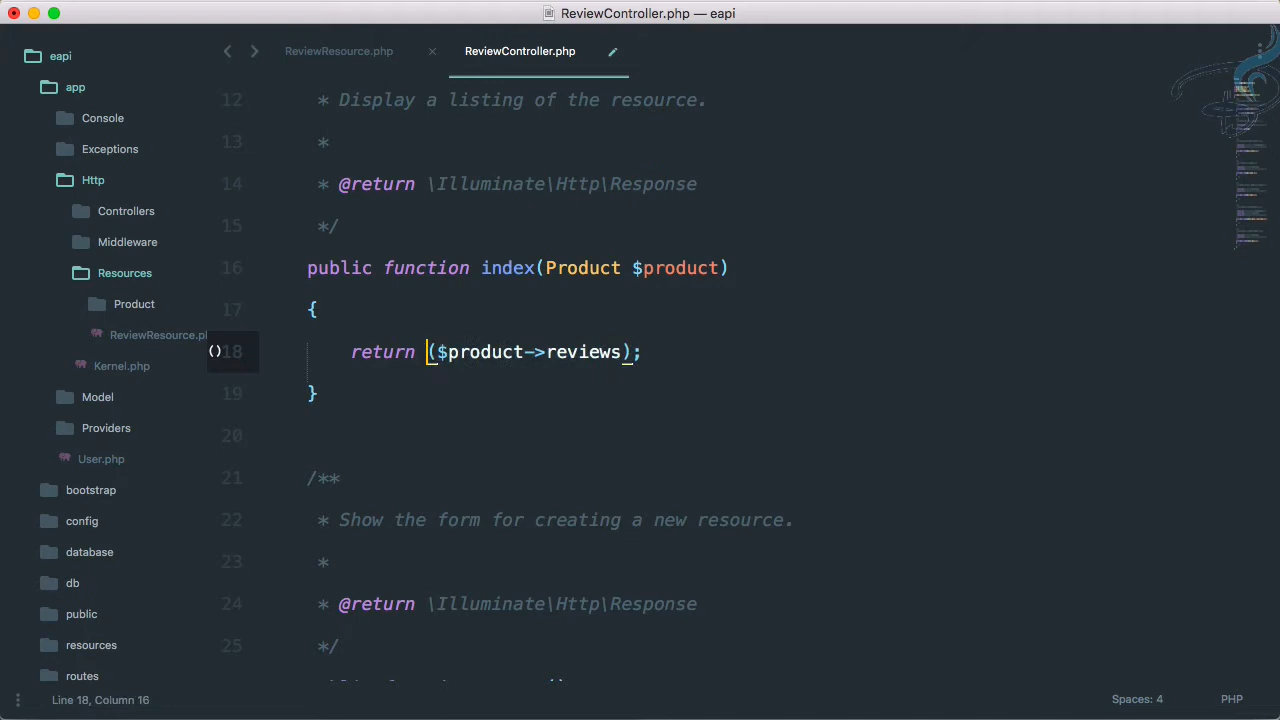 ReviewController.php — eapi
eapi
app
Console
Exceptions
Http
Controllers
Middleware
Resources
Product
ReviewResource.p
Kernel.php
Model
Providers
User.php
bootstrap
config
database
db
public
resources
routes
ReviewResource.php ×
ReviewController.php
12 * Display a listing of the resource.
13 *
14 * @return \Illuminate\Http\Response
15 */
16 public function index(Product $product)
17 {
()18 return ($product->reviews);
19 }
20
21 /**
22 * Show the form for creating a new resource.
23 *
24 * @return \Illuminate\Http\Response
25 */
Line 18, Column 16
Spaces: 4
PHP